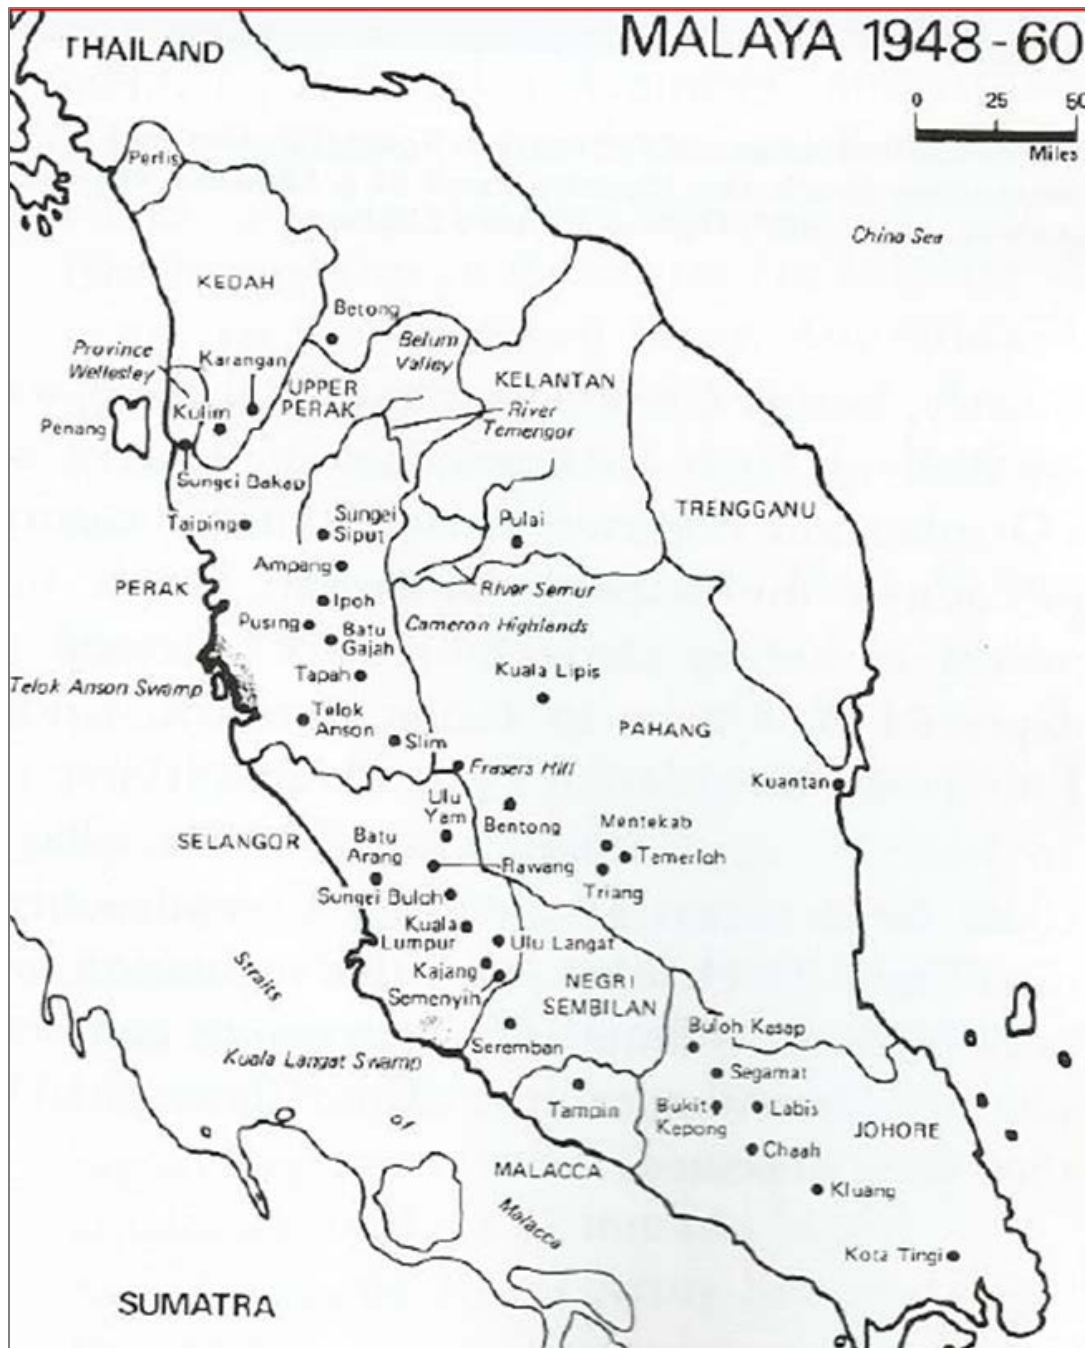 THAILAND
MALAYA 1948-60
0 25 50
Miles
Perlis
China Sea
KEDAH
Betong
Province
Wellesley
Karangan
Belum
Valley
UPPER
PERAK
KELANTAN
Penang
Kulim
River
Temengor
Sungei Bakap
Taiping
Sungei
Siput
Pulai
TRENGGANU
Ampang
PERAK
Ipoh
River Semur
Pusing
Batu
Gajah
Cameron Highlands
Tapah
Kuala Lipis
Telok Anson Swamp
Telok
Anson
Slim
PAHANG
Frasers Hill
Kuantan
Ulu
Yam
Bentong
SELANGOR
Batu
Arang
Mentekab
Temerloh
Rawang
Triang
Sungei Buloh
Kuala
Lumpur
Ulu Langat
Straits
Kajang
Semenyih
NEGRI
SEMBILAN
Seremban
Buloh Kasap
Kuala Langat Swamp
Segamat
Tampin
Bukit
Kepong
Labis
of
JOHORE
Chaah
MALACCA
Kluang
Malacca
Kota Tingi
SUMATRA